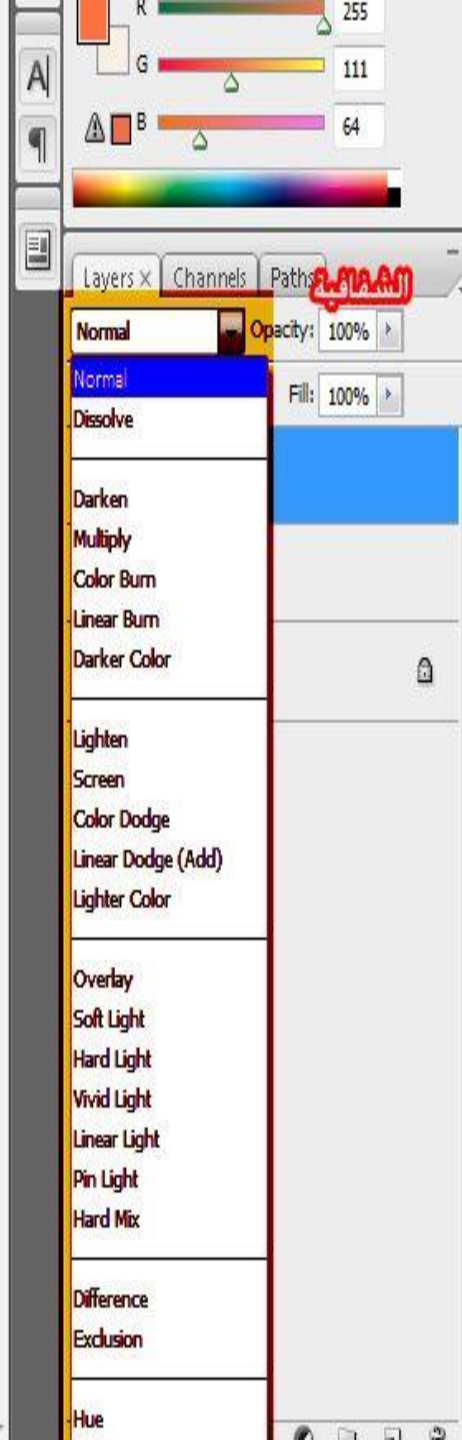 R 255
G 111
B 64
A
¶
Layers × Channels Paths الشفافية
Normal Opacity: 100%
Normal Fill: 100%
Dissolve
Darken
Multiply
Color Burn
Linear Burn
Darker Color
Lighten
Screen
Color Dodge
Linear Dodge (Add)
Lighter Color
Overlay
Soft Light
Hard Light
Vivid Light
Linear Light
Pin Light
Hard Mix
Difference
Exclusion
Hue